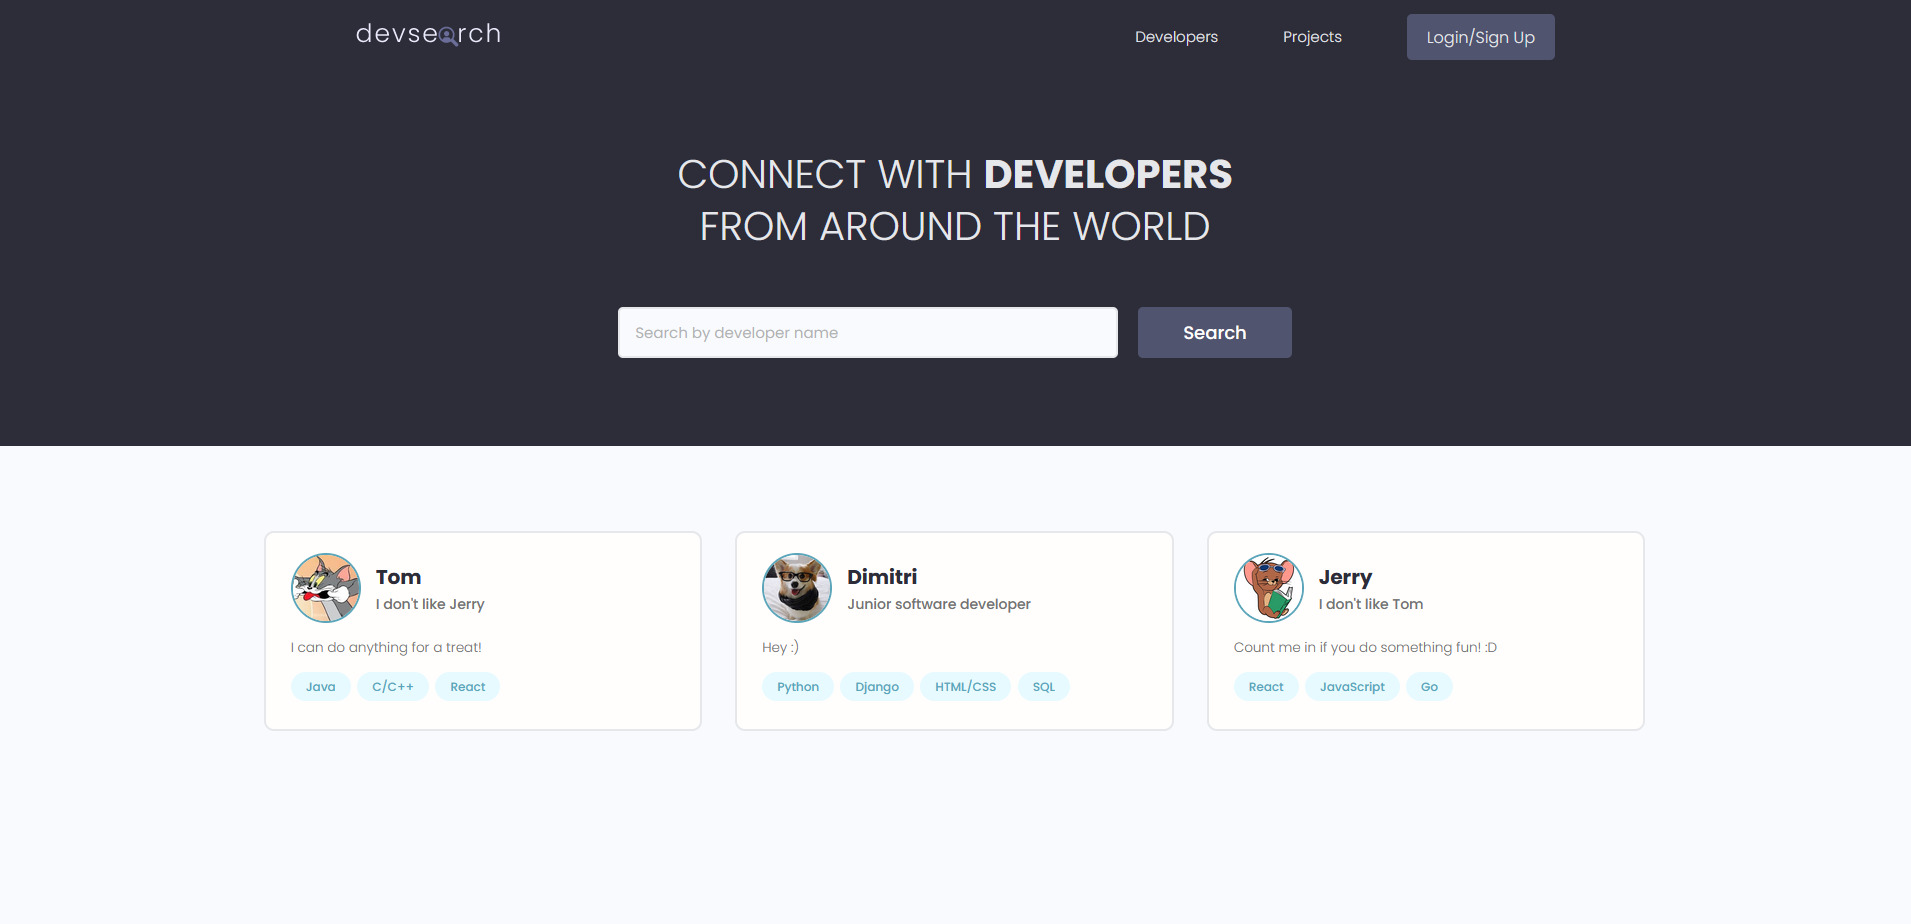 devsearch
Developers
Projects
Login/Sign Up
CONNECT WITH DEVELOPERS
FROM AROUND THE WORLD
Search by developer name
Search
Tom
I don't like Jerry
I can do anything for a treat!
Java
C/C++
React
Dimitri
Junior software developer
Hey :)
Python
Django
HTML/CSS
SQL
Jerry
I don't like Tom
Count me in if you do something fun! :D
React
JavaScript
Go